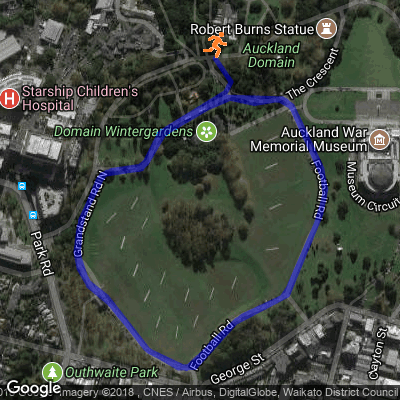 Robert Burns Statue
Auckland
Domain
The Crescent
H
Starship Children's
Hospital
Domain Wintergardens
Auckland War
Memorial Museum
Football Rd
Museum Circuit
Grandstand Rd N
Park Rd
Football Rd
George St
Cayton St
Outhwaite Park
Google
Imagery ©2018 , CNES / Airbus, DigitalGlobe, Waikato District Council